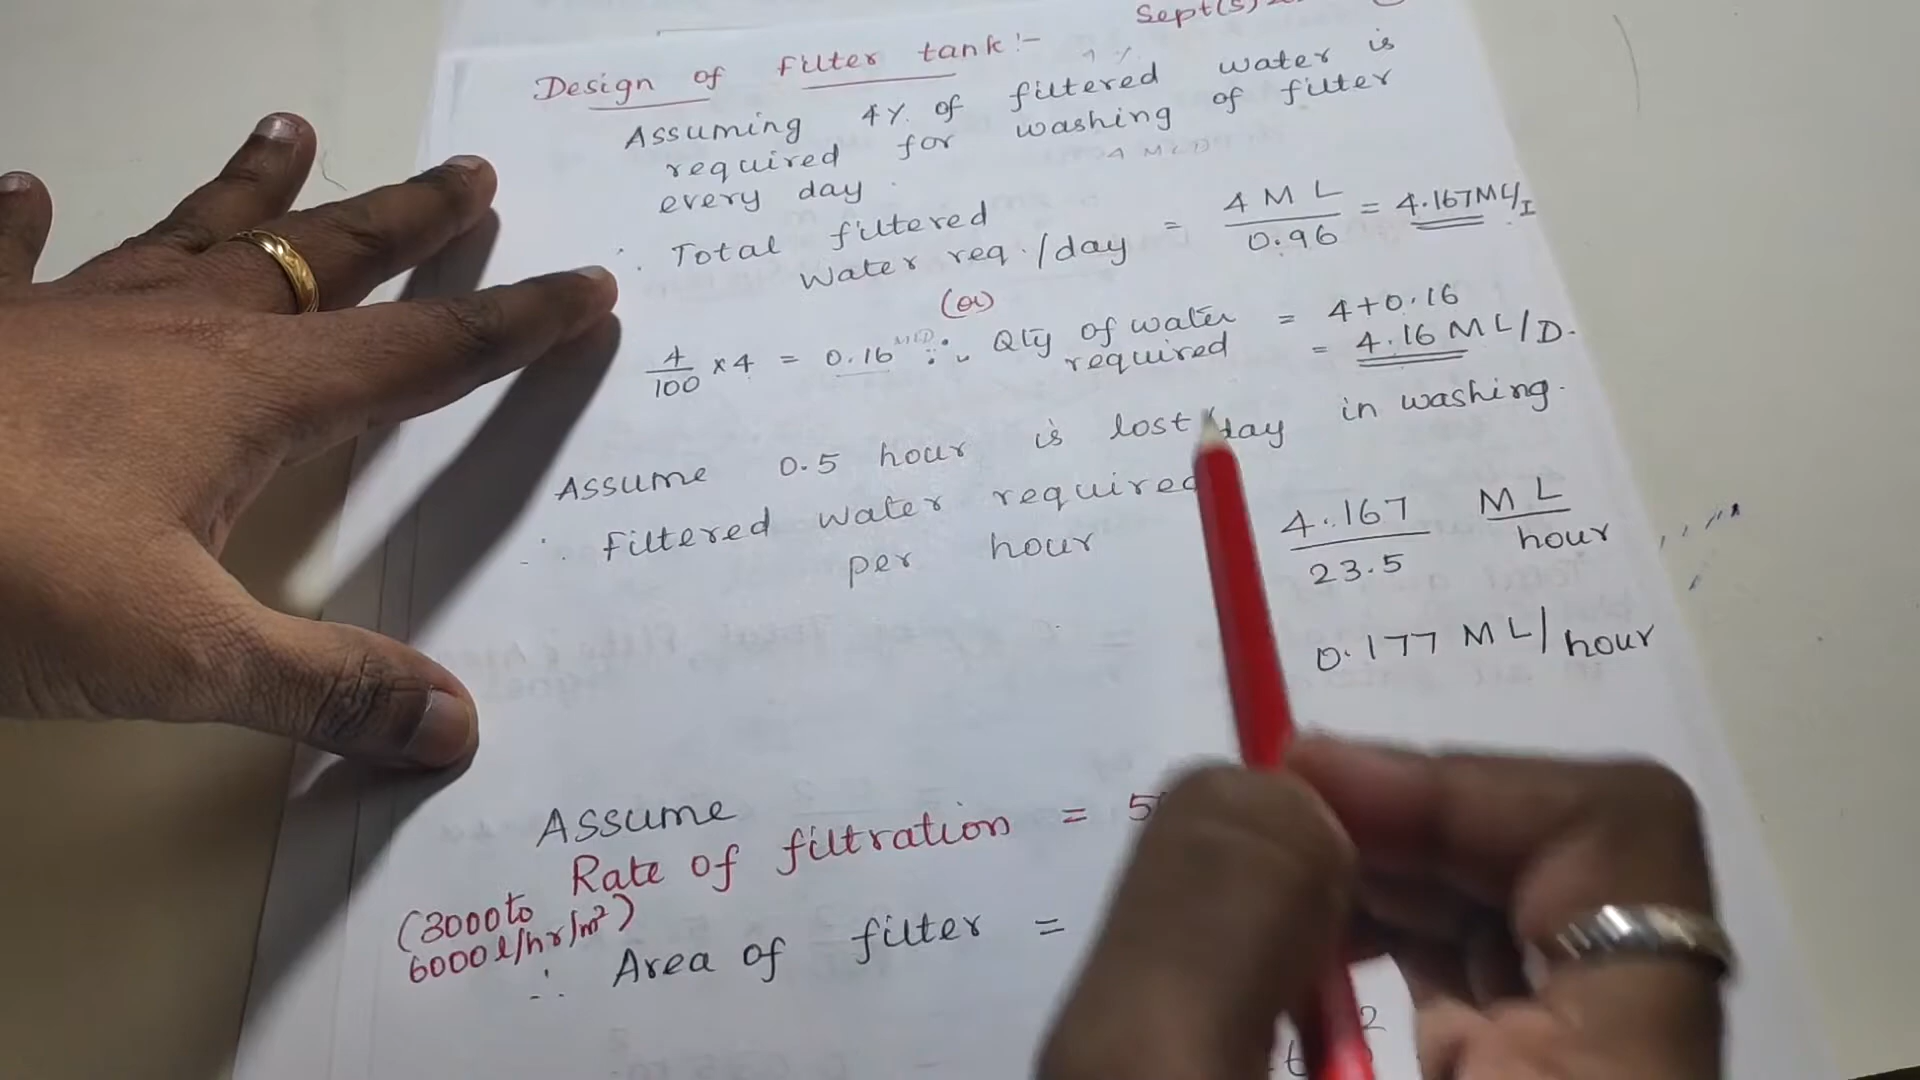 Sept(s)
Design of Filter tank:-
Assuming 4% of filtered water is
required for washing of filter
every day.
∴ Total filtered
Water req./day = 4 ML / 0.96 = 4.167ML/
(or)
4/100 x 4 = 0.16 MLD ∴ Qty of water required = 4+0.16
= 4.16 ML/D.
Assume 0.5 hour is lost/day in washing.
∴ Filtered water required per hour 4.167/23.5 ML/hour
0.177 ML/hour
Assume
Rate of filtration = 5
(3000 to
6000 l/hr/m²)
∴ Area of filter =